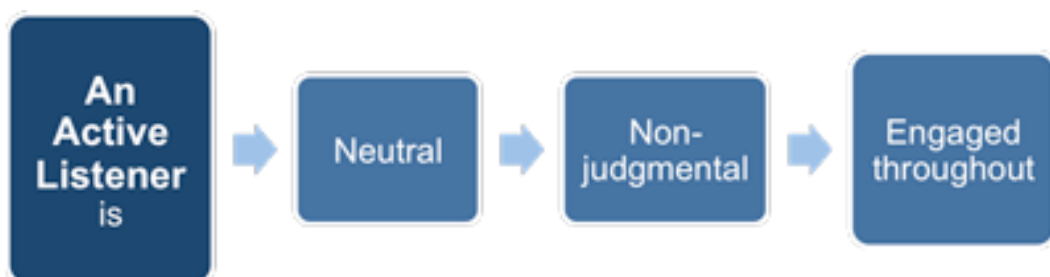 An
Active
Listener
is
Neutral
Non-
judgmental
Engaged
throughout